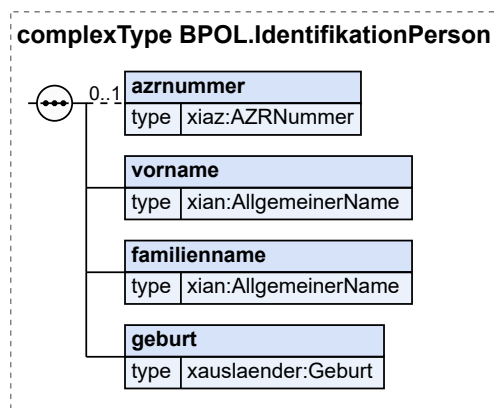 complexType BPOL.IdentifikationPerson
0..1
azrnummer
type xiaz:AZRNummer
vorname
type xian:AllgemeinerName
familienname
type xian:AllgemeinerName
geburt
type xauslaender:Geburt